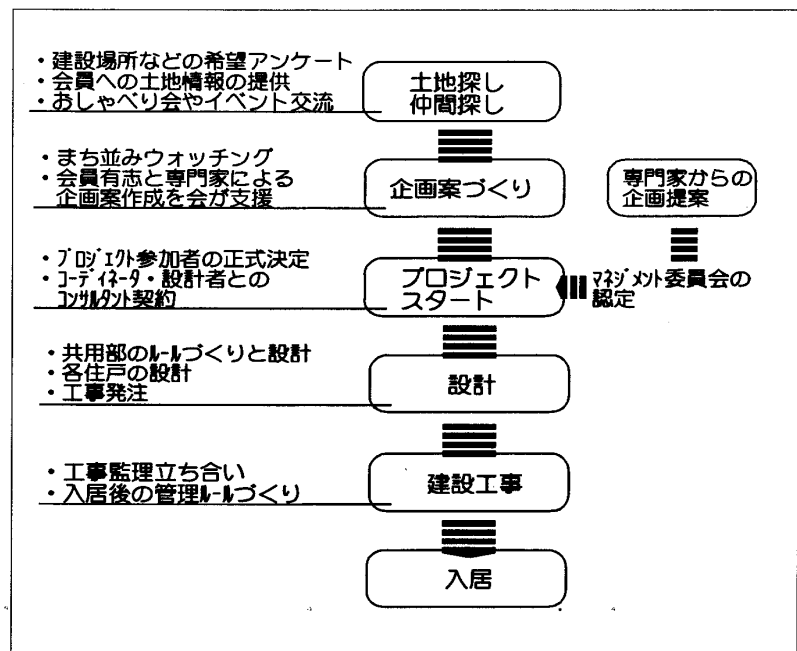 ・建設場所などの希望アンケート
・会員への土地情報の提供
・おしゃべり会やイベント交流
土地探し
仲間探し
・まち並みウォッチング
・会員有志と専門家による
企画案作成を会が支援
企画案づくり
専門家からの
企画提案
・ﾌﾟﾛｼﾞｪｸﾄ参加者の正式決定
・ｺｰﾃﾞｨﾈｰﾀ・設計者との
ｺﾝｻﾙﾀﾝﾄ契約
プロジェクト
スタート
ﾏﾈｼﾞﾒﾝﾄ委員会の
認定
・共用部のﾙｰﾙづくりと設計
・各住戸の設計
・工事発注
設計
・工事監理立ち合い
・入居後の管理ﾙｰﾙづくり
建設工事
入居